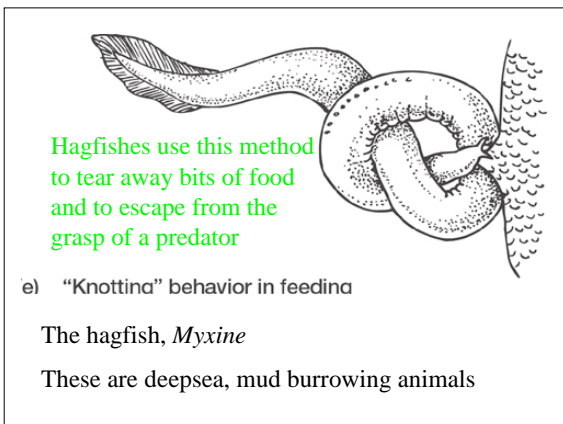 Hagfishes use this method
to tear away bits of food
and to escape from the
grasp of a predator
e) "Knotting" behavior in feeding
The hagfish, Myxine
These are deepsea, mud burrowing animals